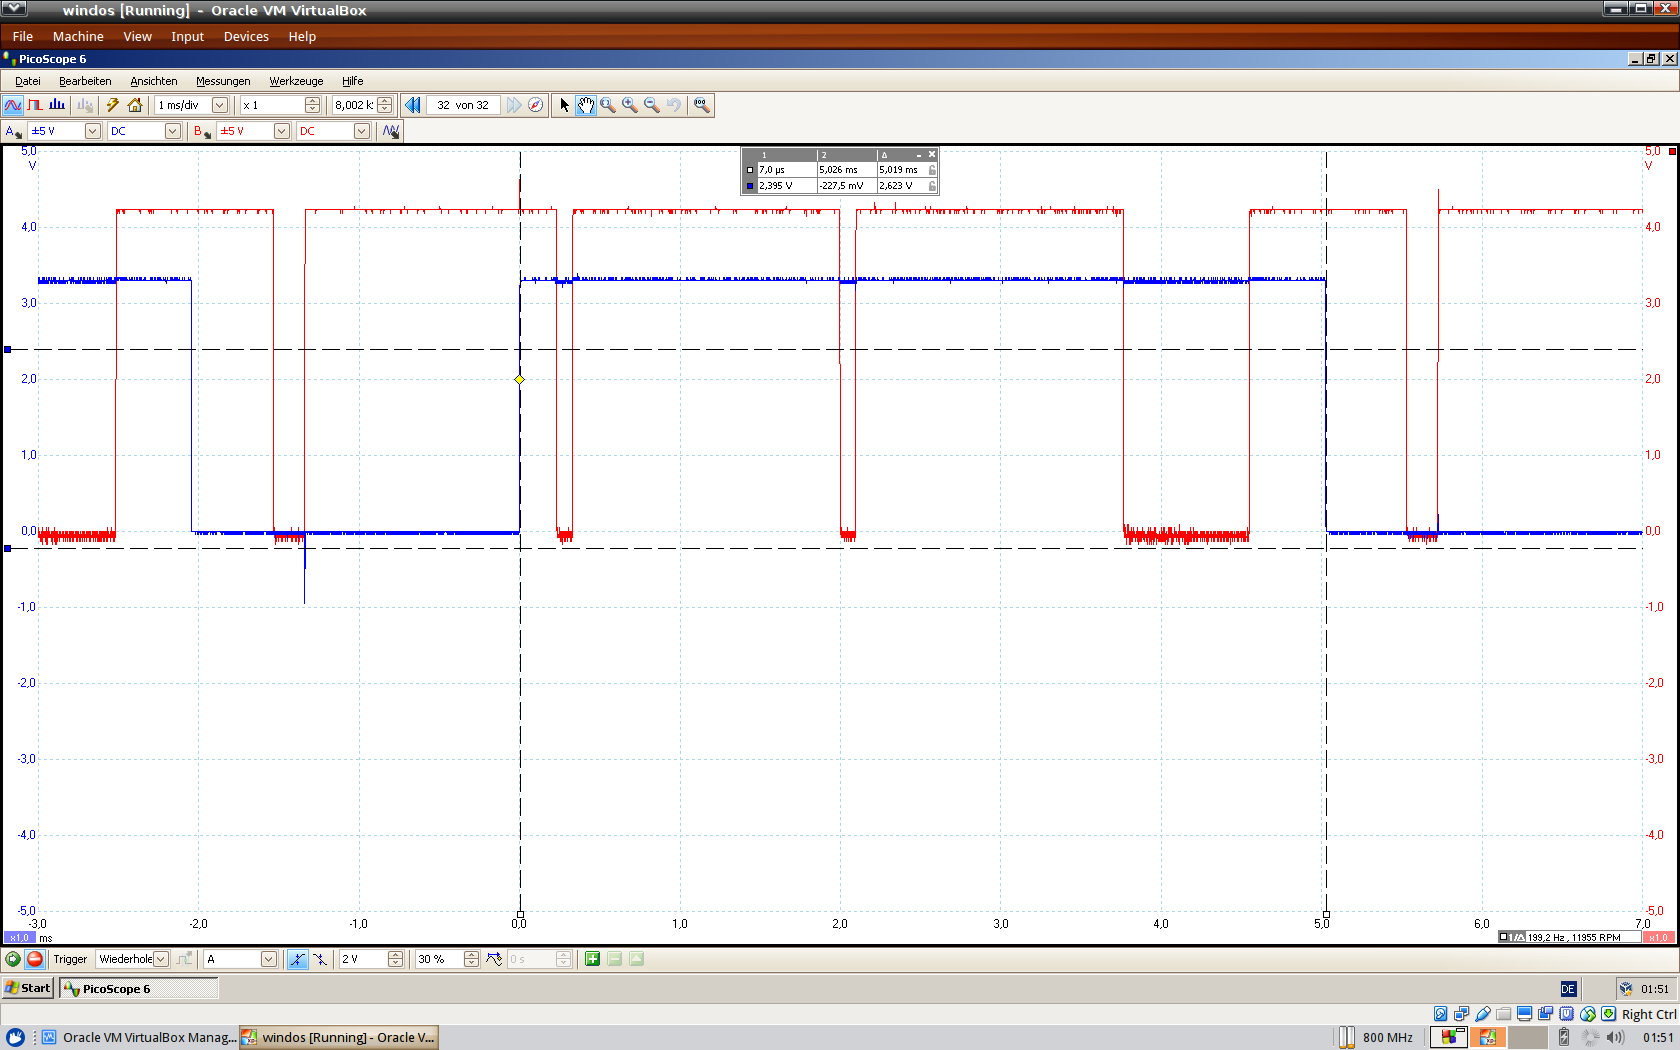 windos [Running] - Oracle VM VirtualBox
File Machine View Input Devices Help
PicoScope 6
Datei Bearbeiten Ansichten Messungen Werkzeuge Hilfe
1 ms/div x 1 8,002 k 32 von 32
A ±5 V DC B ±5 V DC
5,0 1 2 Δ 5,0
V 7,0 µs 5,026 ms 5,019 ms V
2,395 V -227,5 mV 2,623 V
4,0 4,0
3,0 3,0
2,0 2,0
1,0 1,0
0,0 0,0
-1,0 -1,0
-2,0 -2,0
-3,0 -3,0
-4,0 -4,0
-5,0 -5,0
-3,0 -2,0 -1,0 0,0 1,0 2,0 3,0 4,0 5,0 6,0 7,0
x1,0 ms 1/Δ 199,2 Hz , 11955 RPM x1,0
Trigger Wiederhole A 2 V 30 % 0 s
Start PicoScope 6 DE 01:51
Right Ctrl
Oracle VM VirtualBox Manag... windos [Running] - Oracle V... 800 MHz 01:51